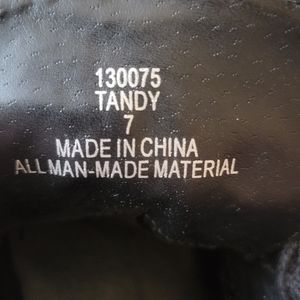 130075
TANDY
7
MADE IN CHINA
ALL MAN-MADE MATERIAL